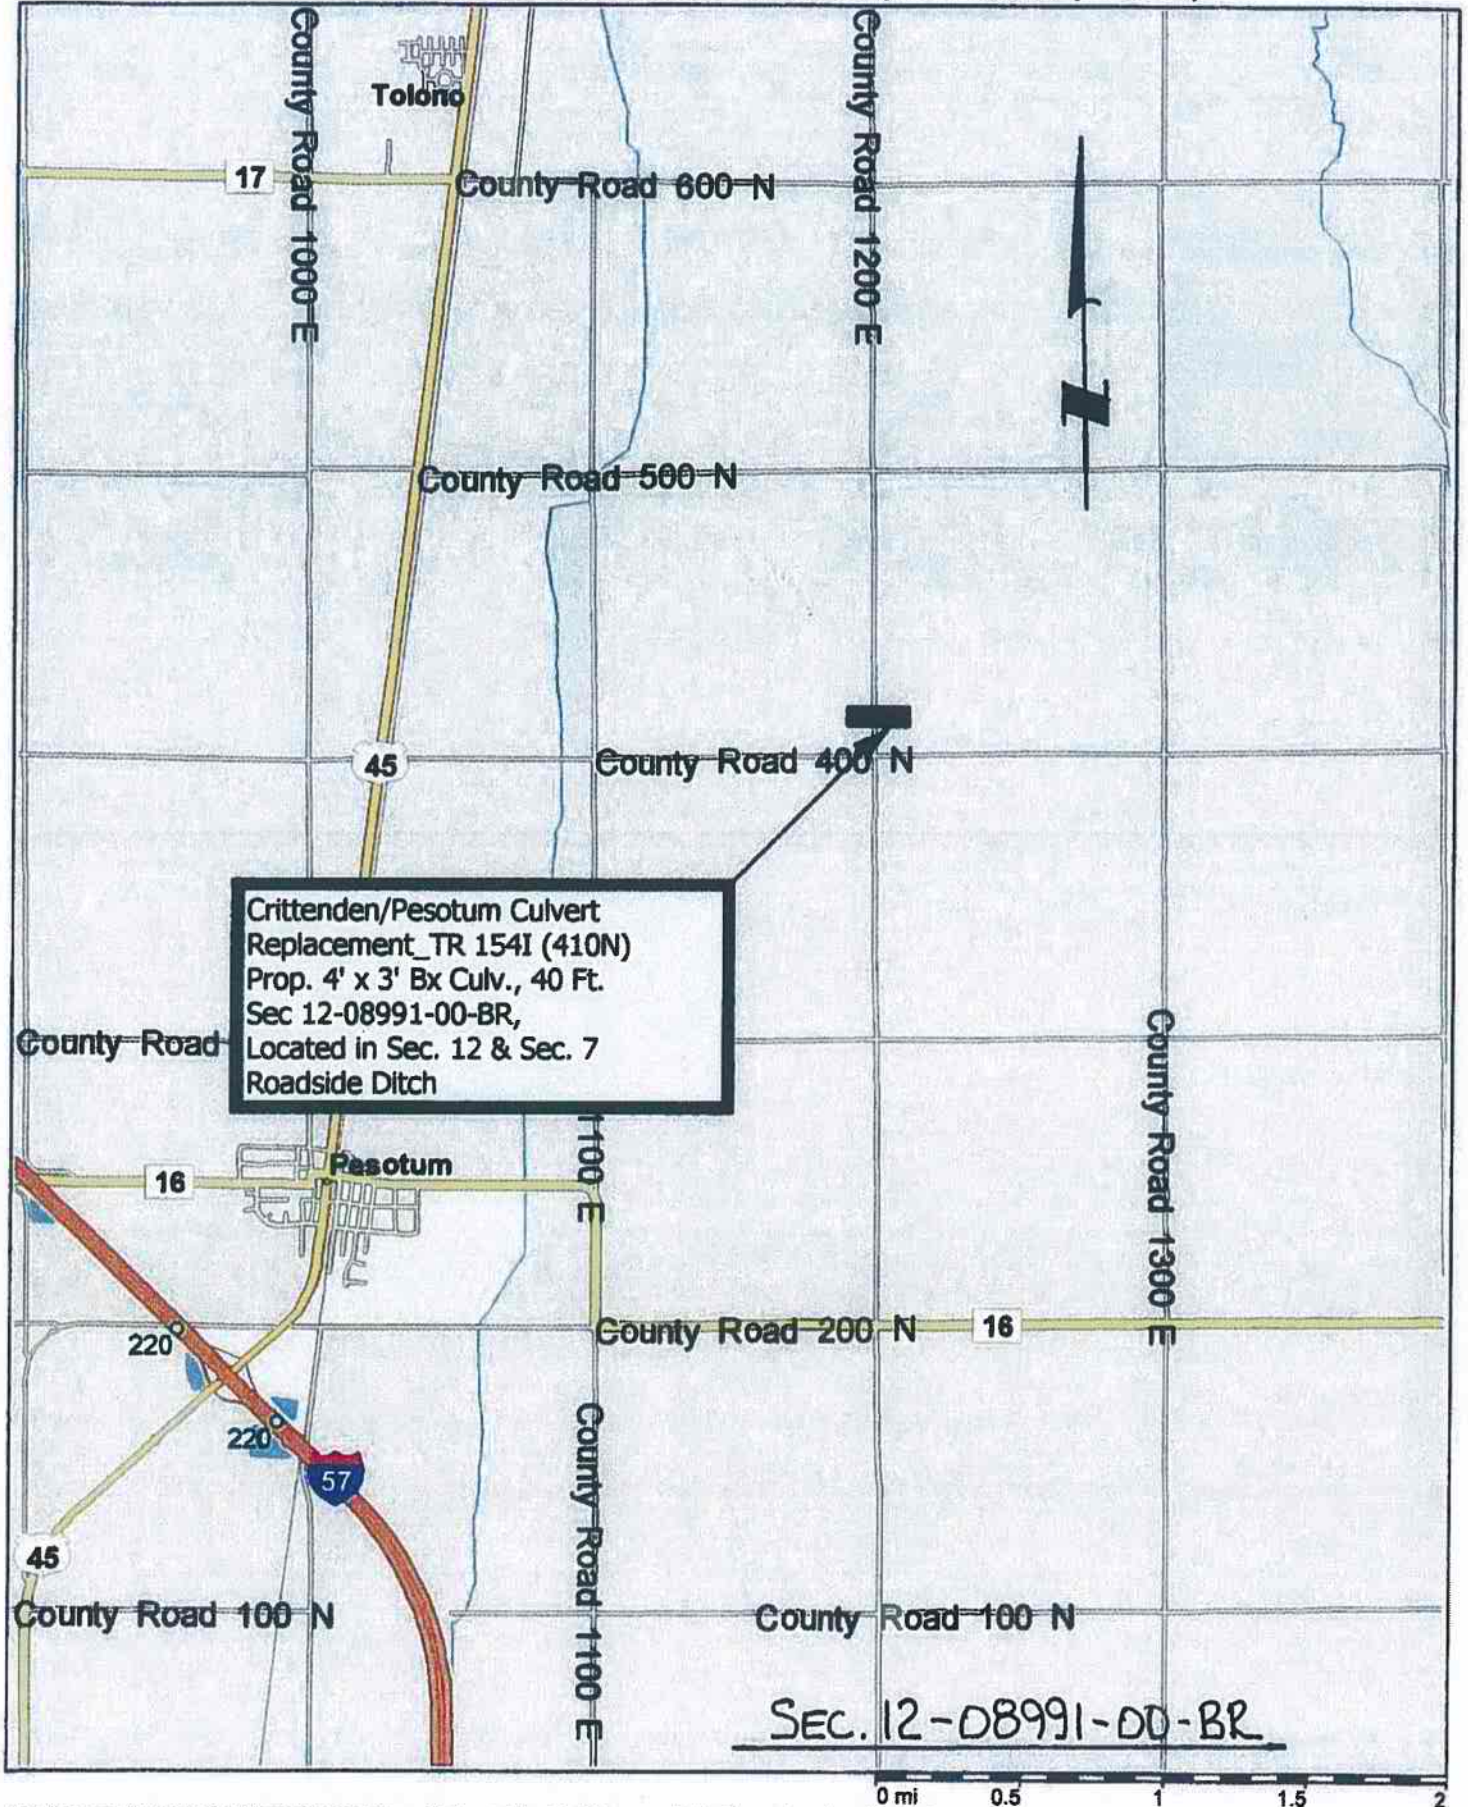 County Road 1000 E
Tolono
County Road 1200 E
17
County Road 600 N
County Road 500 N
45
County Road 400 N
Crittenden/Pesotum Culvert
Replacement_TR 154I (410N)
Prop. 4' x 3' Bx Culv., 40 Ft.
Sec 12-08991-00-BR,
Located in Sec. 12 & Sec. 7
Roadside Ditch
County Road
County Road 1300 E
1100 E
Pesotum
16
220
County Road 200 N
16
220
57
County Road 1100 E
45
County Road 100 N
County Road 100 N
SEC. 12-08991-00-BR
0 mi 0.5 1 1.5 2